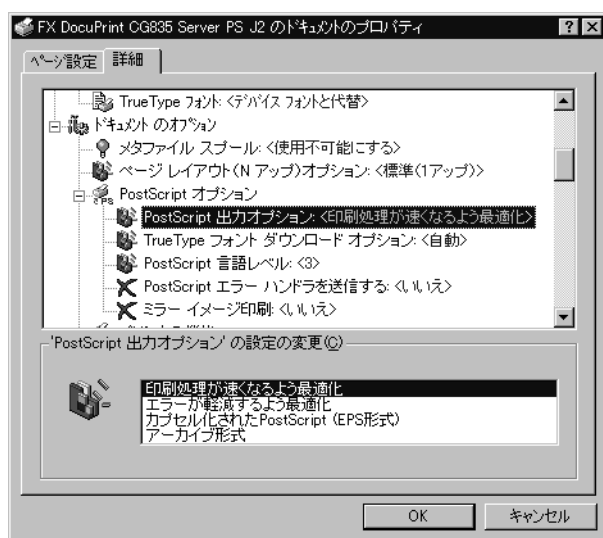 FX DocuPrint CG835 Server PS J2 のドキュメントのプロパティ
ページ設定 詳細
TrueType フォント: <デバイス フォントと代替>
ドキュメント のオプション
メタファイル スプール: <使用不可能にする>
ページ レイアウト(N アップ)オプション: <標準(1アップ)>
PostScript オプション
PostScript 出力オプション: <印刷処理が速くなるよう最適化>
TrueType フォント ダウンロード オプション: <自動>
PostScript 言語レベル: <3>
PostScript エラー ハンドラを送信する: <いいえ>
ミラー イメージ印刷: <いいえ>
'PostScript 出力オプション' の設定の変更(C)
印刷処理が速くなるよう最適化
エラーが軽減するよう最適化
カプセル化されたPostScript (EPS形式)
アーカイブ形式
OK キャンセル